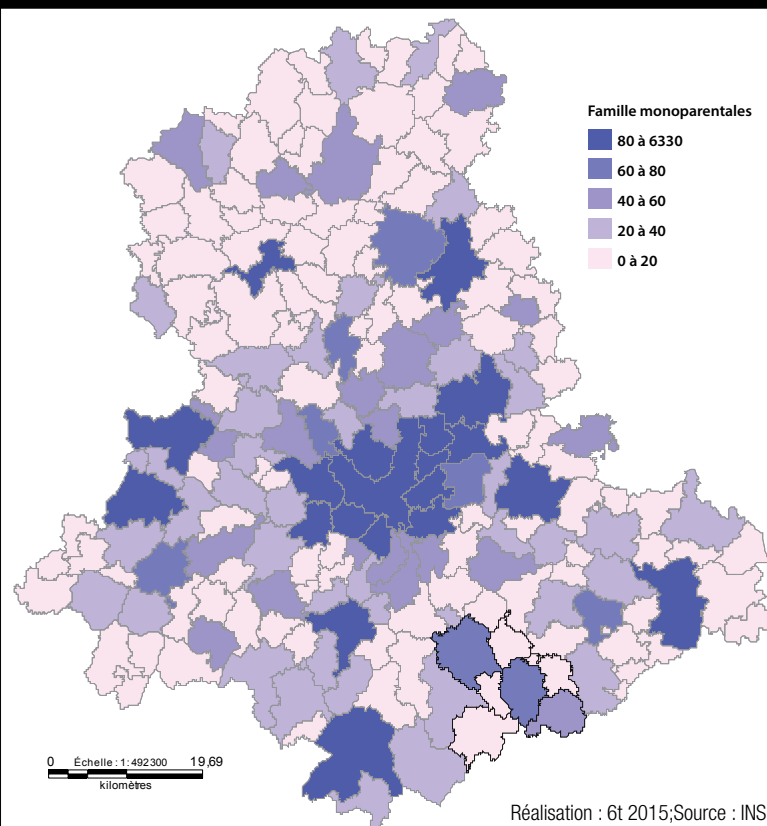 Famille monoparentales
80 à 6330
60 à 80
40 à 60
20 à 40
0 à 20
0 Échelle : 1:492300 19,69
kilomètres
Réalisation : 6t 2015;Source : INS